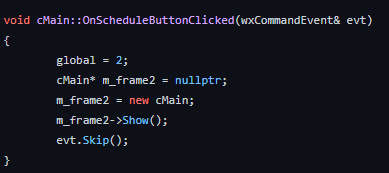 void cMain::OnScheduleButtonClicked(wxCommandEvent& evt)
{
global = 2;
cMain* m_frame2 = nullptr;
m_frame2 = new cMain;
m_frame2->Show();
evt.Skip();
}